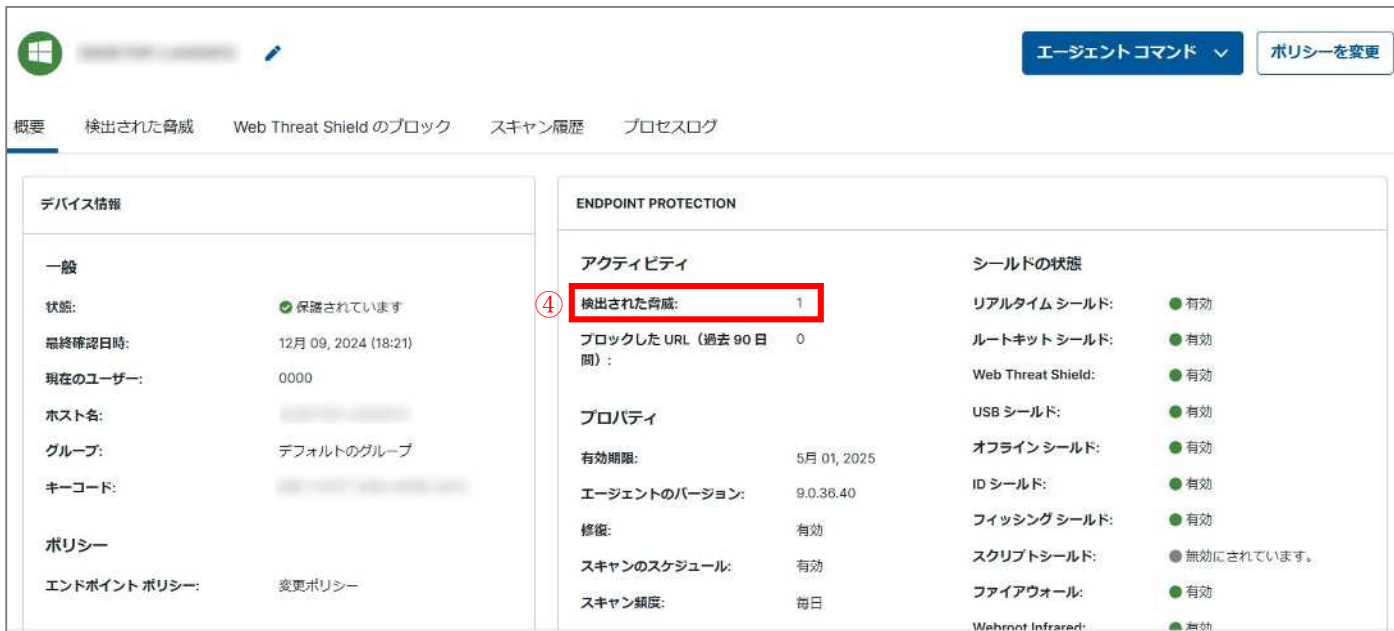 エージェント コマンド
ポリシーを変更
概要
検出された脅威
Web Threat Shield のブロック
スキャン履歴
プロセスログ
デバイス情報
一般
状態:
保護されています
最終確認日時:
12月 09, 2024 (18:21)
現在のユーザー:
0000
ホスト名:
グループ:
デフォルトのグループ
キーコード:
ポリシー
エンドポイント ポリシー:
変更ポリシー
ENDPOINT PROTECTION
アクティビティ
④
検出された脅威:
1
ブロックした URL（過去 90 日
間）:
0
プロパティ
有効期限:
5月 01, 2025
エージェントのバージョン:
9.0.36.40
修復:
有効
スキャンのスケジュール:
有効
スキャン頻度:
毎日
シールドの状態
リアルタイム シールド:
有効
ルートキット シールド:
有効
Web Threat Shield:
有効
USB シールド:
有効
オフライン シールド:
有効
ID シールド:
有効
フィッシング シールド:
有効
スクリプトシールド:
無効にされています。
ファイアウォール:
有効
Webroot Infrared:
有効